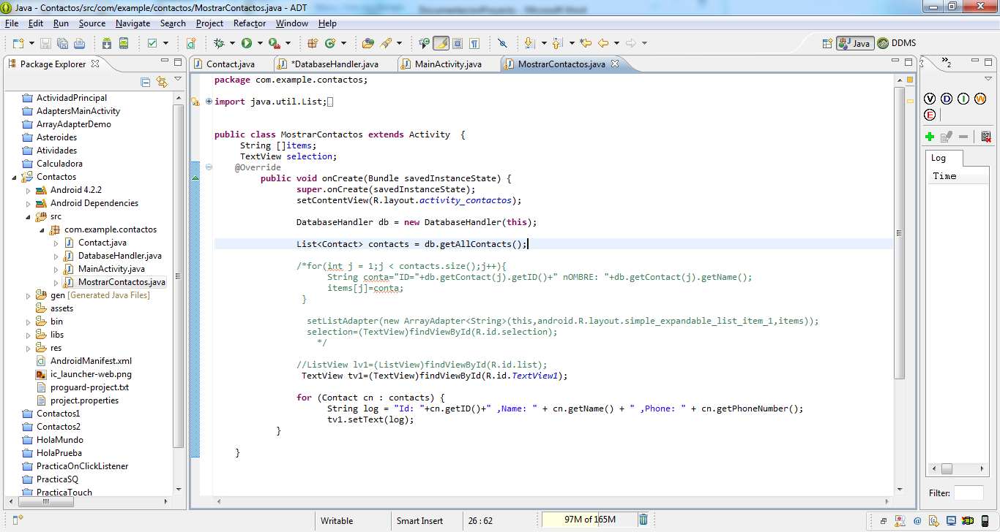 Java - Contactos/src/com/example/contactos/MostrarContactos.java - ADT
File Edit Run Source Navigate Search Project Refactor Window Help
Java DDMS
Package Explorer
Contact.java *DatabaseHandler.java MainActivity.java MostrarContactos.java
2
ActividadPrincipal
AdaptersMainActivity
ArrayAdapterDemo
Asteroides
Atividades
Calculadora
Contactos
Android 4.2.2
Android Dependencies
src
com.example.contactos
Contact.java
DatabaseHandler.java
MainActivity.java
MostrarContactos.java
gen [Generated Java Files]
assets
bin
libs
res
AndroidManifest.xml
ic_launcher-web.png
proguard-project.txt
project.properties
Contactos1
Contactos2
HolaMundo
HolaPrueba
PracticaOnClickListener
PracticaSQ
PracticaTouch
package com.example.contactos;
import java.util.List;
public class MostrarContactos extends Activity {
String []items;
TextView selection;
@Override
public void onCreate(Bundle savedInstanceState) {
super.onCreate(savedInstanceState);
setContentView(R.layout.activity_contactos);
DatabaseHandler db = new DatabaseHandler(this);
List<Contact> contacts = db.getAllContacts();
/*for(int j = 1;j < contacts.size();j++){
String conta="ID="+db.getContact(j).getID()+" nOMBRE: "+db.getContact(j).getName();
items[j]=conta;
}
setListAdapter(new ArrayAdapter<String>(this,android.R.layout.simple_expandable_list_item_1,items));
selection=(TextView)findViewById(R.id.selection);
*/
//ListView lv1=(ListView)findViewById(R.id.list);
TextView tv1=(TextView)findViewById(R.id.TextView1);
for (Contact cn : contacts) {
String log = "Id: "+cn.getID()+" ,Name: " + cn.getName() + " ,Phone: " + cn.getPhoneNumber();
tv1.setText(log);
}
}
V D I W
E
Log
Time
Filter:
Writable Smart Insert 26 : 62 97M of 165M